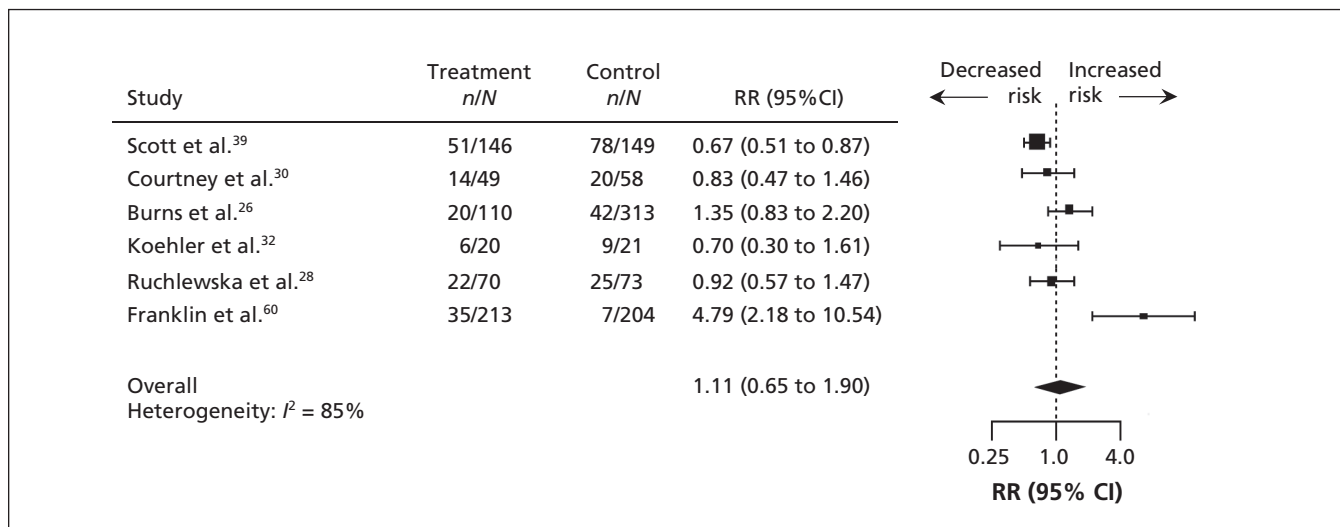 Treatment Control Decreased Increased
Study n/N n/N RR (95%CI) risk risk
Scott et al.39 51/146 78/149 0.67 (0.51 to 0.87)
Courtney et al.30 14/49 20/58 0.83 (0.47 to 1.46)
Burns et al.26 20/110 42/313 1.35 (0.83 to 2.20)
Koehler et al.32 6/20 9/21 0.70 (0.30 to 1.61)
Ruchlewska et al.28 22/70 25/73 0.92 (0.57 to 1.47)
Franklin et al.60 35/213 7/204 4.79 (2.18 to 10.54)
Overall 1.11 (0.65 to 1.90)
Heterogeneity: I2 = 85%
0.25 1.0 4.0
RR (95% CI)